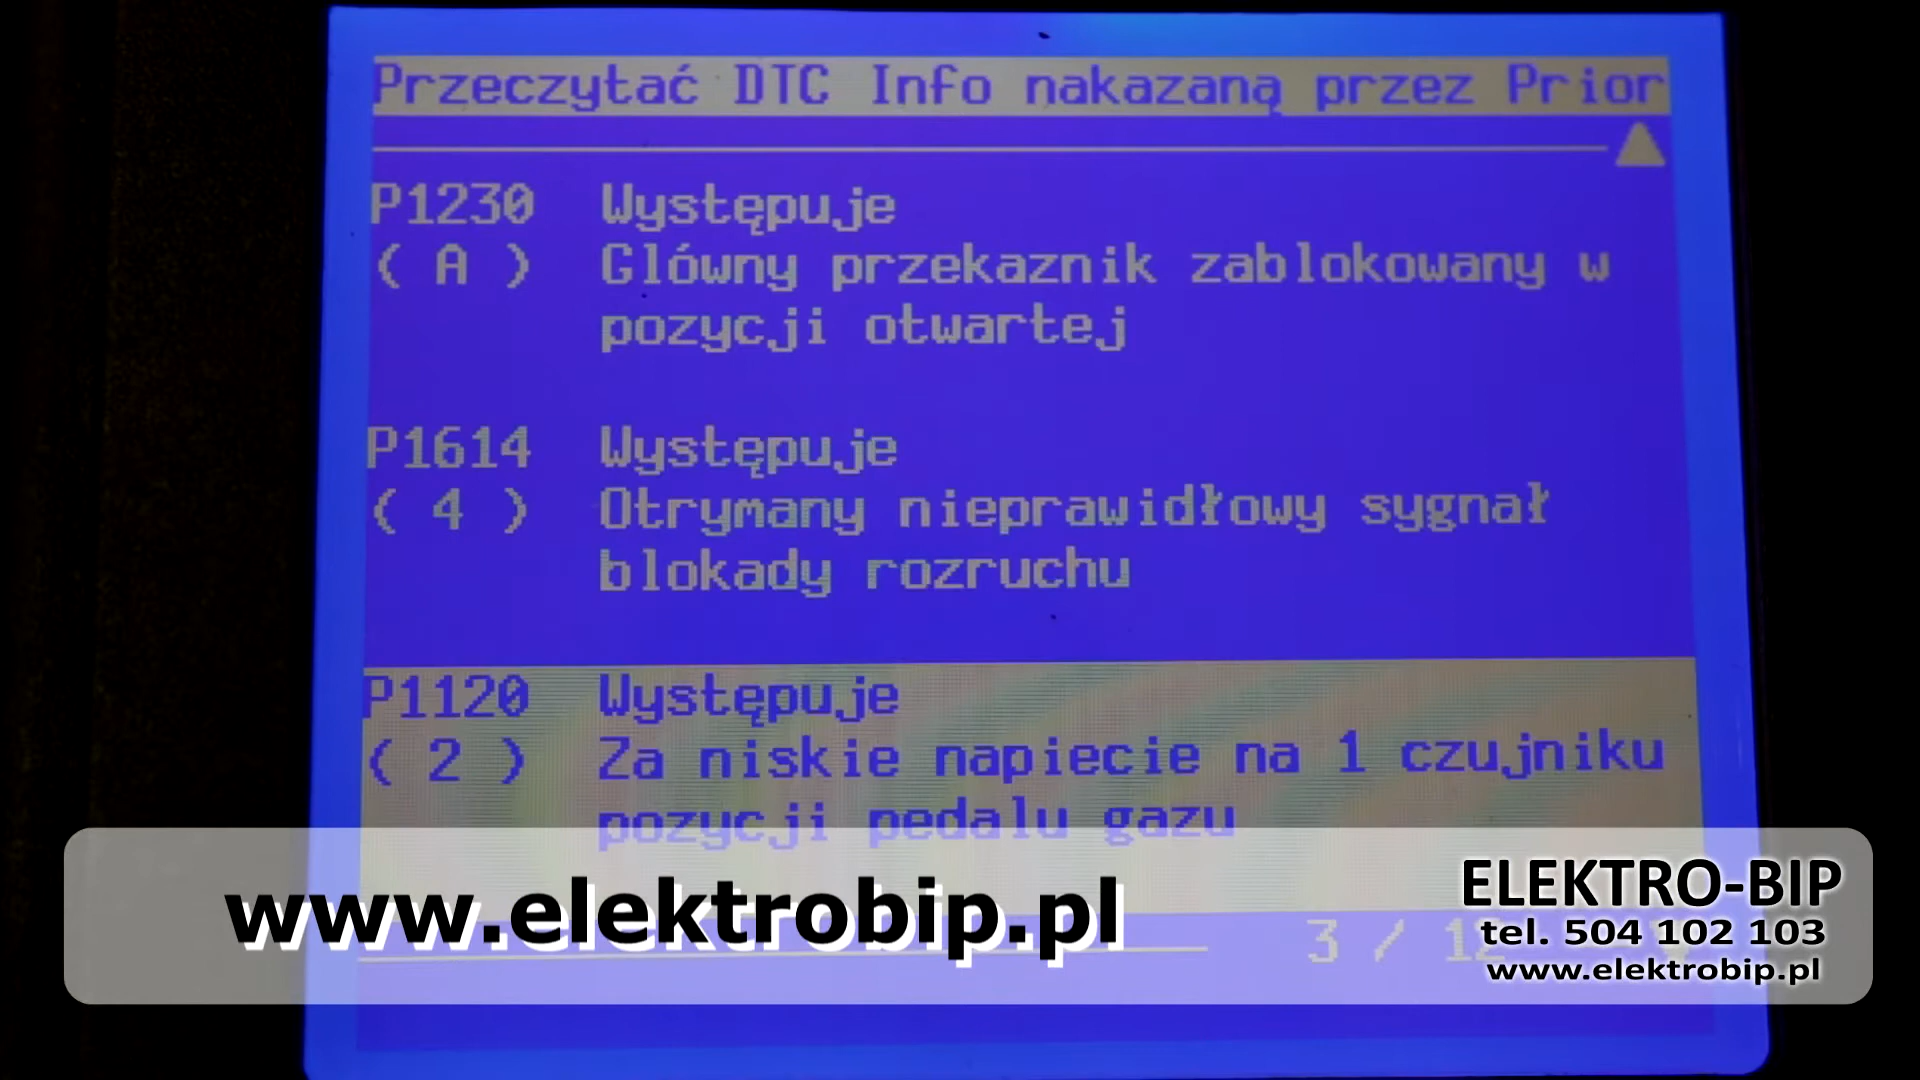 Przeczytać DTC Info nakazaną przez Prior
P1230 Występuje
( A ) Glówny przekaznik zablokowany w
pozycji otwartej
P1614 Występuje
( 4 ) Otrymany nieprawidłowy sygnał
blokady rozruchu
P1120 Występuje
( 2 ) Za niskie napiecie na 1 czujniku
pozycji pedalu gazu
3 / 12
www.elektrobip.pl
ELEKTRO-BIP
tel. 504 102 103
www.elektrobip.pl